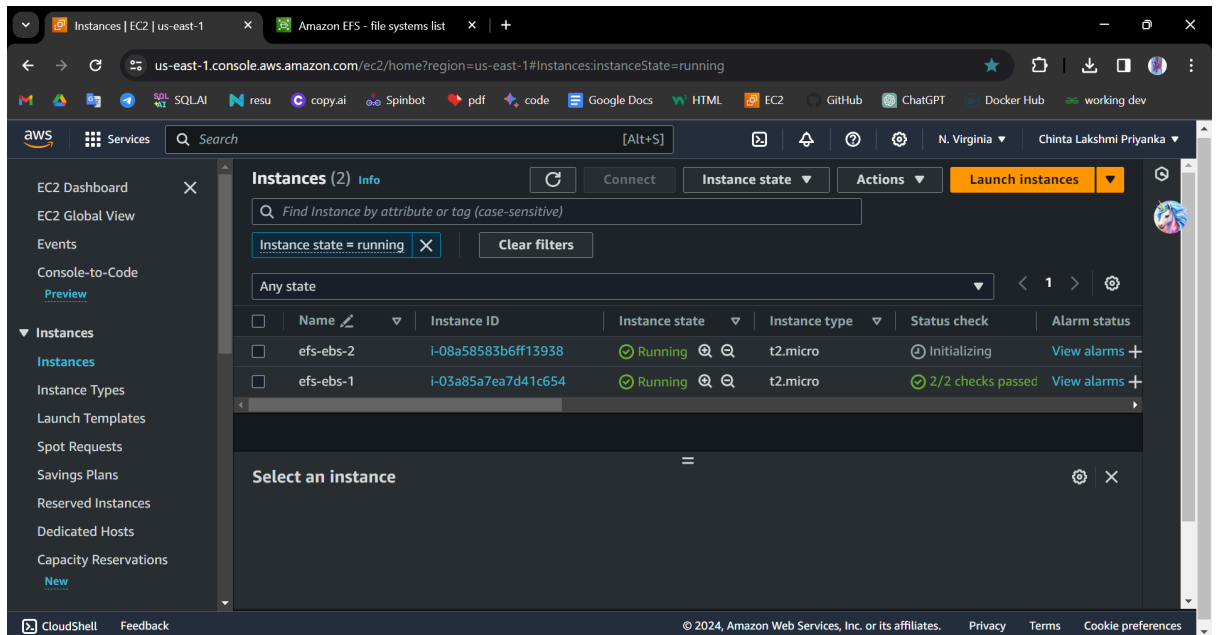 Instances | EC2 | us-east-1
Amazon EFS - file systems list
us-east-1.console.aws.amazon.com/ec2/home?region=us-east-1#Instances:instanceState=running
SQL.AI resu copy.ai Spinbot pdf code Google Docs HTML EC2 GitHub ChatGPT Docker Hub working dev
aws Services Search [Alt+S] N. Virginia Chinta Lakshmi Priyanka
EC2 Dashboard
EC2 Global View
Events
Console-to-Code
Preview
Instances
Instances
Instance Types
Launch Templates
Spot Requests
Savings Plans
Reserved Instances
Dedicated Hosts
Capacity Reservations
New
Instances (2) Info Connect Instance state Actions Launch instances
Find Instance by attribute or tag (case-sensitive)
Instance state = running Clear filters
Any state 1
Name Instance ID Instance state Instance type Status check Alarm status
efs-ebs-2 i-08a58583b6ff13938 Running t2.micro Initializing View alarms
efs-ebs-1 i-03a85a7ea7d41c654 Running t2.micro 2/2 checks passed View alarms
Select an instance
CloudShell Feedback © 2024, Amazon Web Services, Inc. or its affiliates. Privacy Terms Cookie preferences